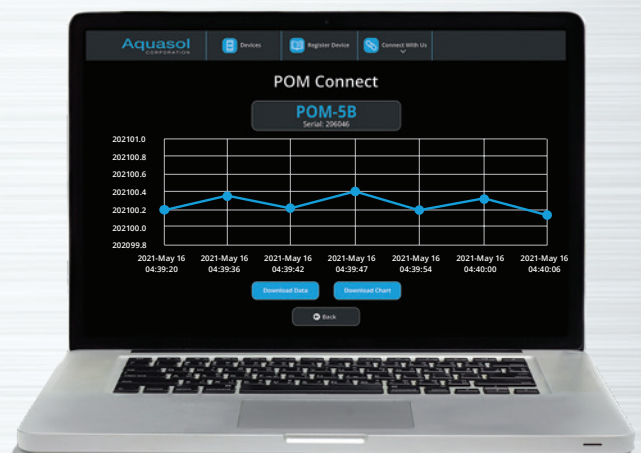 Aquasol
CORPORATION
Devices
Register Device
Connect With Us
POM Connect
POM-5B
Serial: 206046
202101.0
202100.8
202100.6
202100.4
202100.2
202100.0
202099.8
2021-May 16 2021-May 16 2021-May 16 2021-May 16 2021-May 16 2021-May 16 2021-May 16
04:39:20 04:39:36 04:39:42 04:39:47 04:39:54 04:40:00 04:40:06
Download Data Download Chart
Back